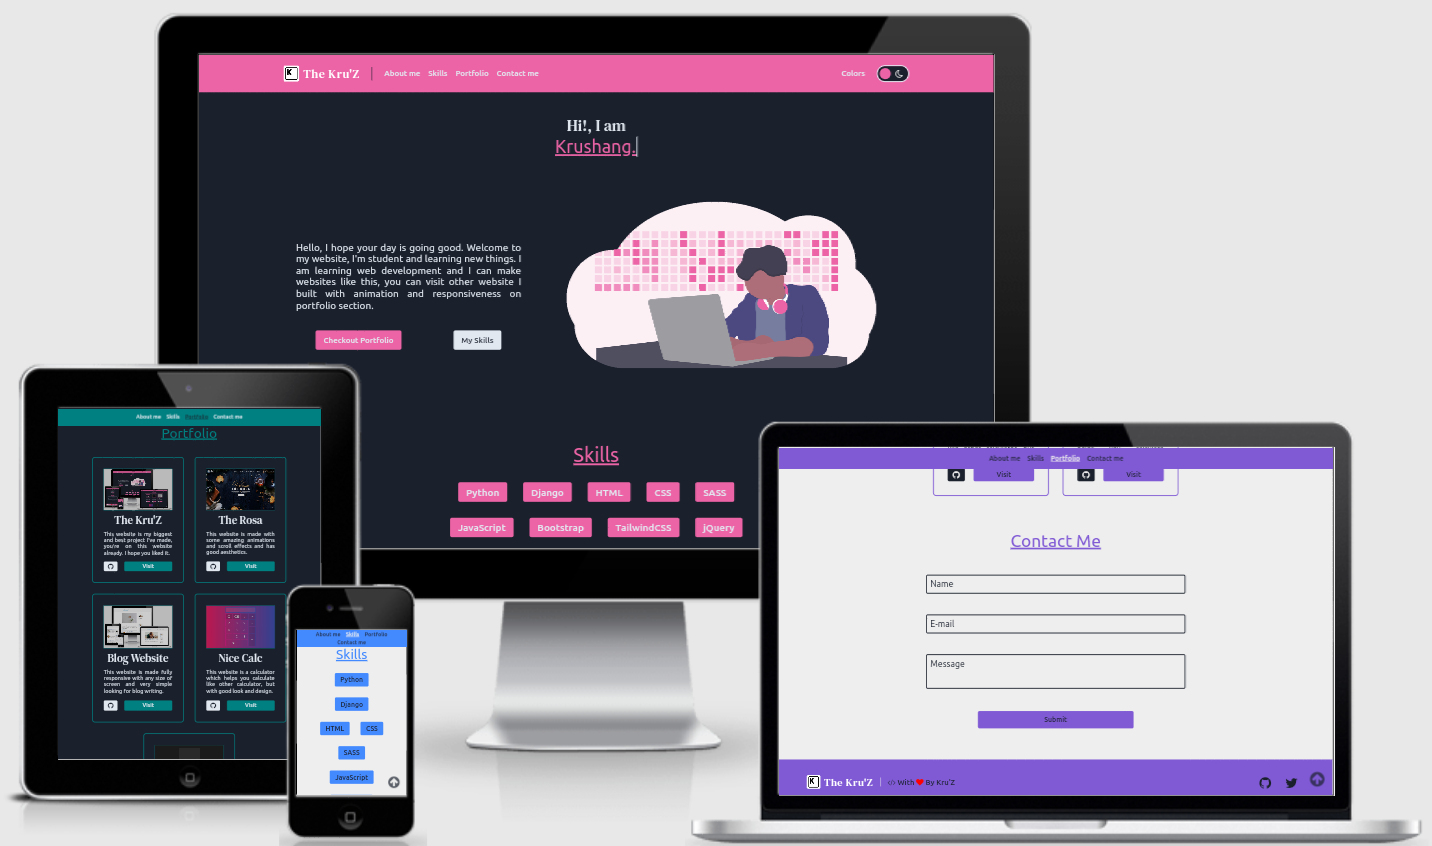 K The Kru'Z About me Skills Portfolio Contact me Colors
Hi!, I am
Krushang.
Hello, I hope your day is going good. Welcome to
my website, I'm student and learning new things. I
am learning web development and I can make
websites like this, you can visit other website I
built with animation and responsiveness on
portfolio section.
Checkout Portfolio My Skills
Skills
Python Django HTML CSS SASS
JavaScript Bootstrap TailwindCSS jQuery
About me Skills Portfolio Contact me
Portfolio
The Kru'Z
This website is my biggest
and best project I've made,
you're on this website
already. I hope you liked it.
Visit
The Rosa
This website is made with
some amazing animations
and scroll effects and has
good aesthetics.
Visit
Blog Website
This website is made fully
responsive with any size of
screen and very simple
looking for blog writing.
Visit
Nice Calc
This website is a calculator
which helps you calculate
like other calculator, but
with good look and design.
Visit
About me Skills Portfolio
Contact me
Skills
Python
Django
HTML CSS
SASS
JavaScript
About me Skills Portfolio Contact me
Visit Visit
Contact Me
Name
E-mail
Message
Submit
K The Kru'Z | </> With ❤ By Kru'Z